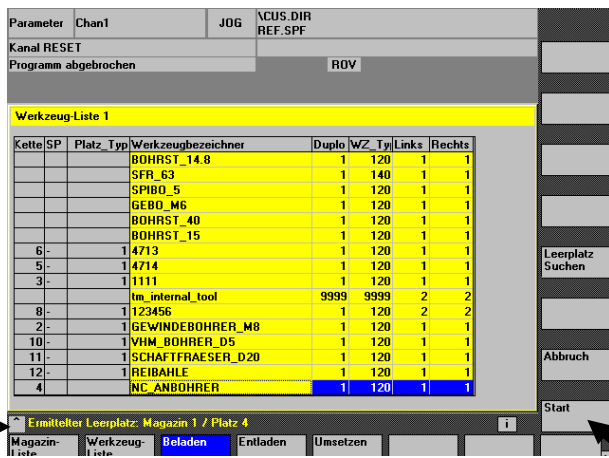 Parameter Chan1 JOG \CUS.DIR
REF.SPF
Kanal RESET
Programm abgebrochen ROV
Werkzeug-Liste 1
Kette SP Platz_Typ Werkzeugbezeichner Duplo WZ_Ty Links Rechts
BOHRST_14.8 1 120 1 1
SFR_63 1 140 1 1
SPIBO_5 1 120 1 1
GEBO_M6 1 120 1 1
BOHRST_40 1 120 1 1
BOHRST_15 1 120 1 1
6 - 1 4713 1 120 1 1
5 - 1 4714 1 120 1 1
3 - 1 1111 1 120 1 1
tm_internal_tool 9999 9999 2 2
8 - 1 123456 1 120 2 2
2 - 1 GEWINDEBOHRER_M8 1 120 1 1
10 - 1 VHM_BOHRER_D5 1 120 1 1
11 - 1 SCHAFTFRAESER_D20 1 120 1 1
12 - 1 REIBAHLE 1 120 1 1
4 NC_ANBOHRER 1 120 1 1
Leerplatz
Suchen
Abbruch
Start
^ Ermittelter Leerplatz: Magazin 1 / Platz 4 i
Magazin-
Liste
Werkzeug-
Liste
Beladen
Entladen
Umsetzen